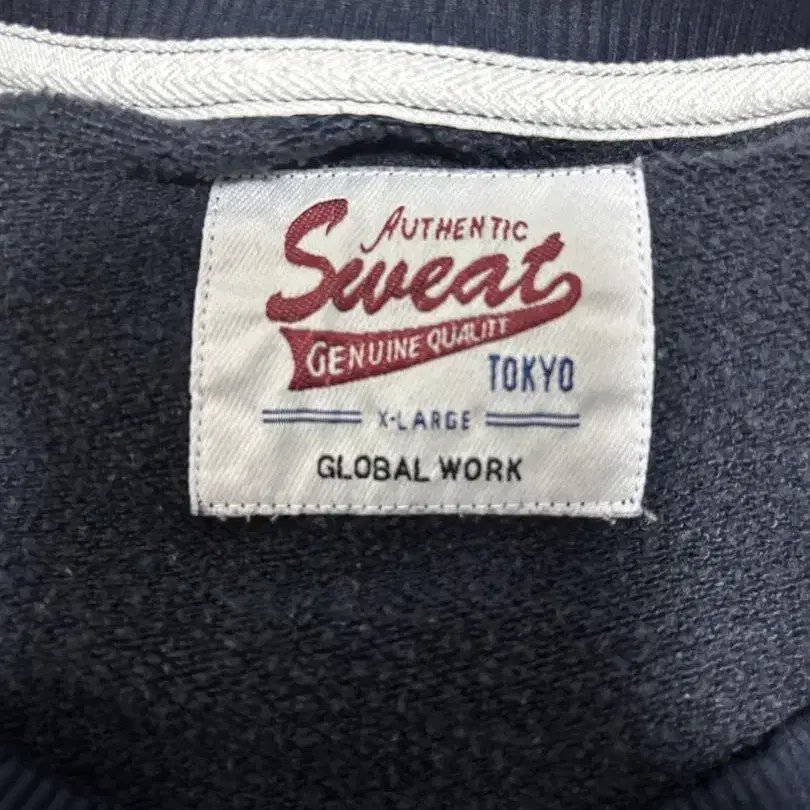 AUTHENTIC
Sweat
GENUINE QUALITY
TOKYO
X-LARGE
GLOBAL WORK